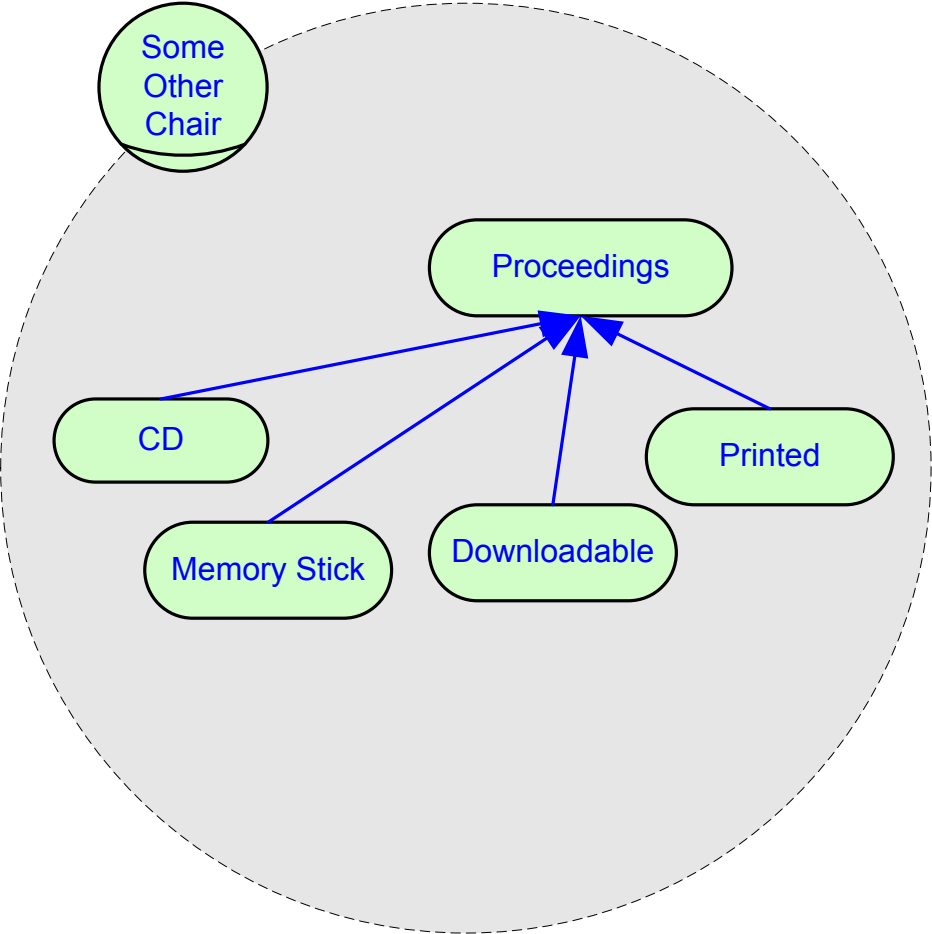 Some
Other
Chair
Proceedings
CD
Printed
Memory Stick
Downloadable